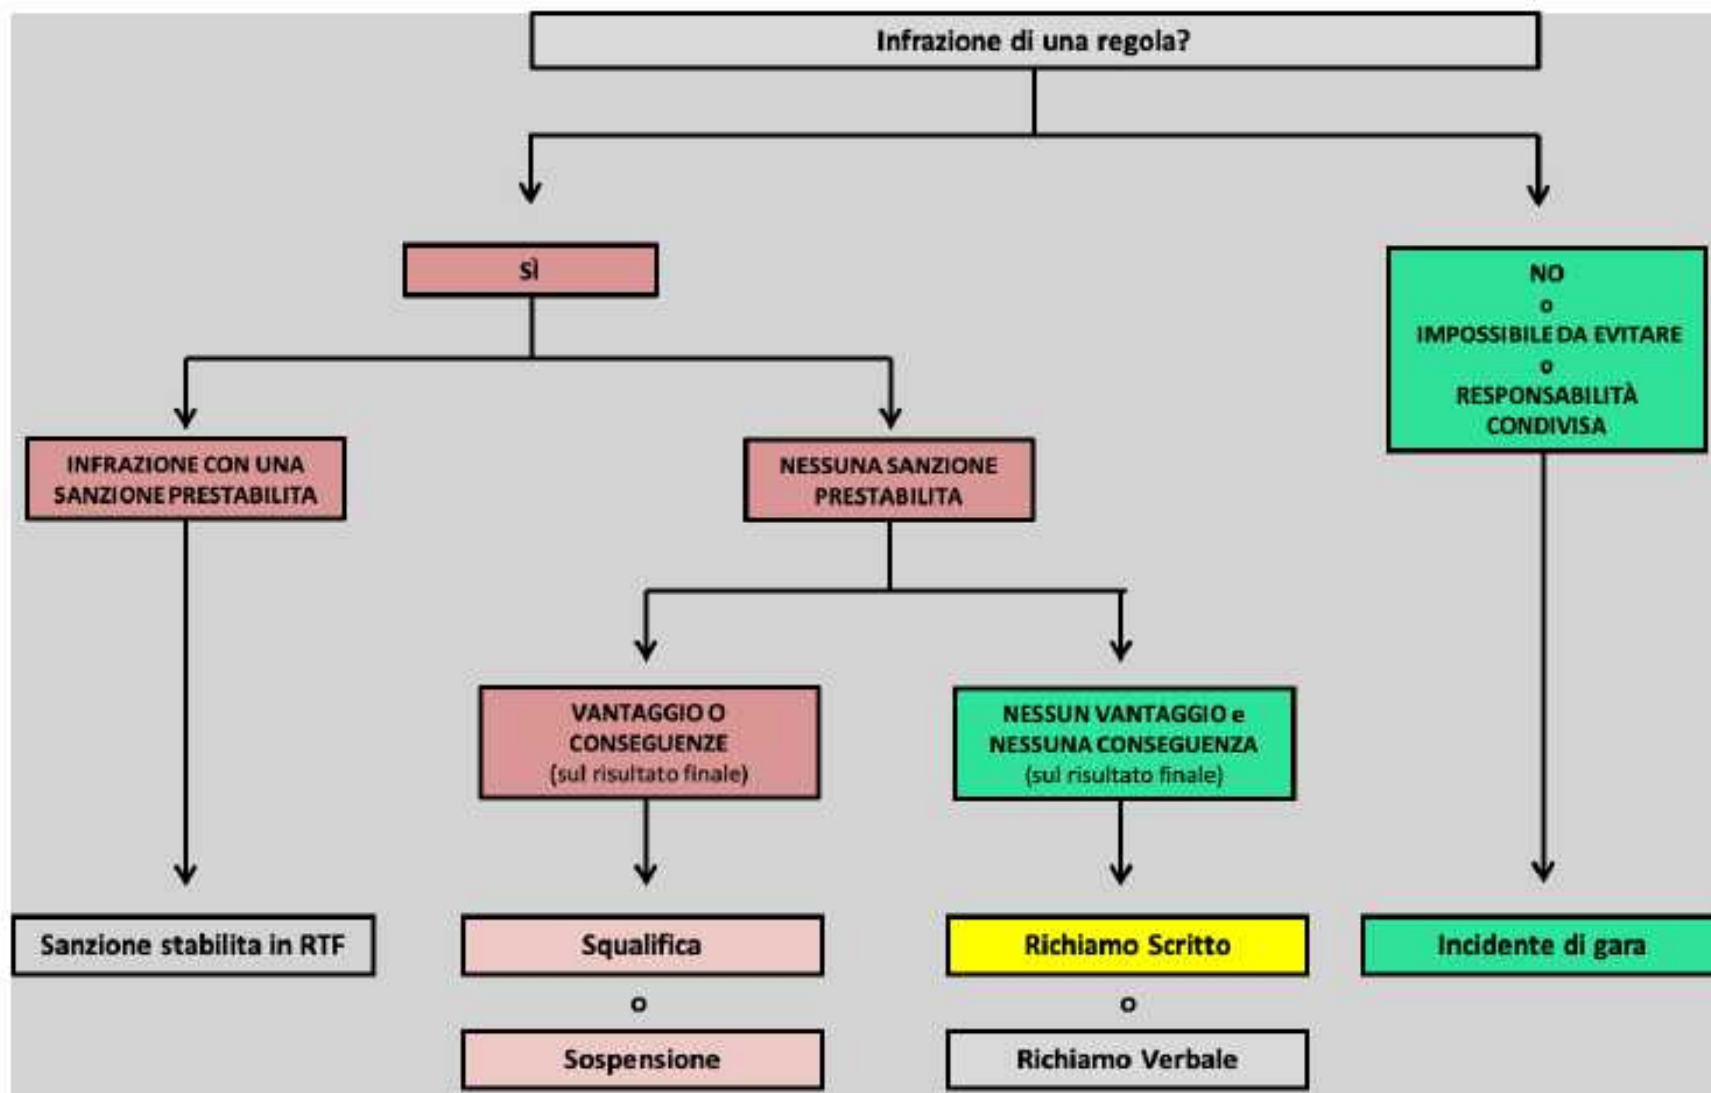 Infrazione di una regola?
SÌ
NO
o
IMPOSSIBILE DA EVITARE
o
RESPONSABILITÀ
CONDIVISA
INFRAZIONE CON UNA
SANZIONE PRESTABILITA
NESSUNA SANZIONE
PRESTABILITA
VANTAGGIO O
CONSEGUENZE
(sul risultato finale)
NESSUN VANTAGGIO e
NESSUNA CONSEGUENZA
(sul risultato finale)
Sanzione stabilita in RTF
Squalifica
o
Sospensione
Richiamo Scritto
o
Richiamo Verbale
Incidente di gara